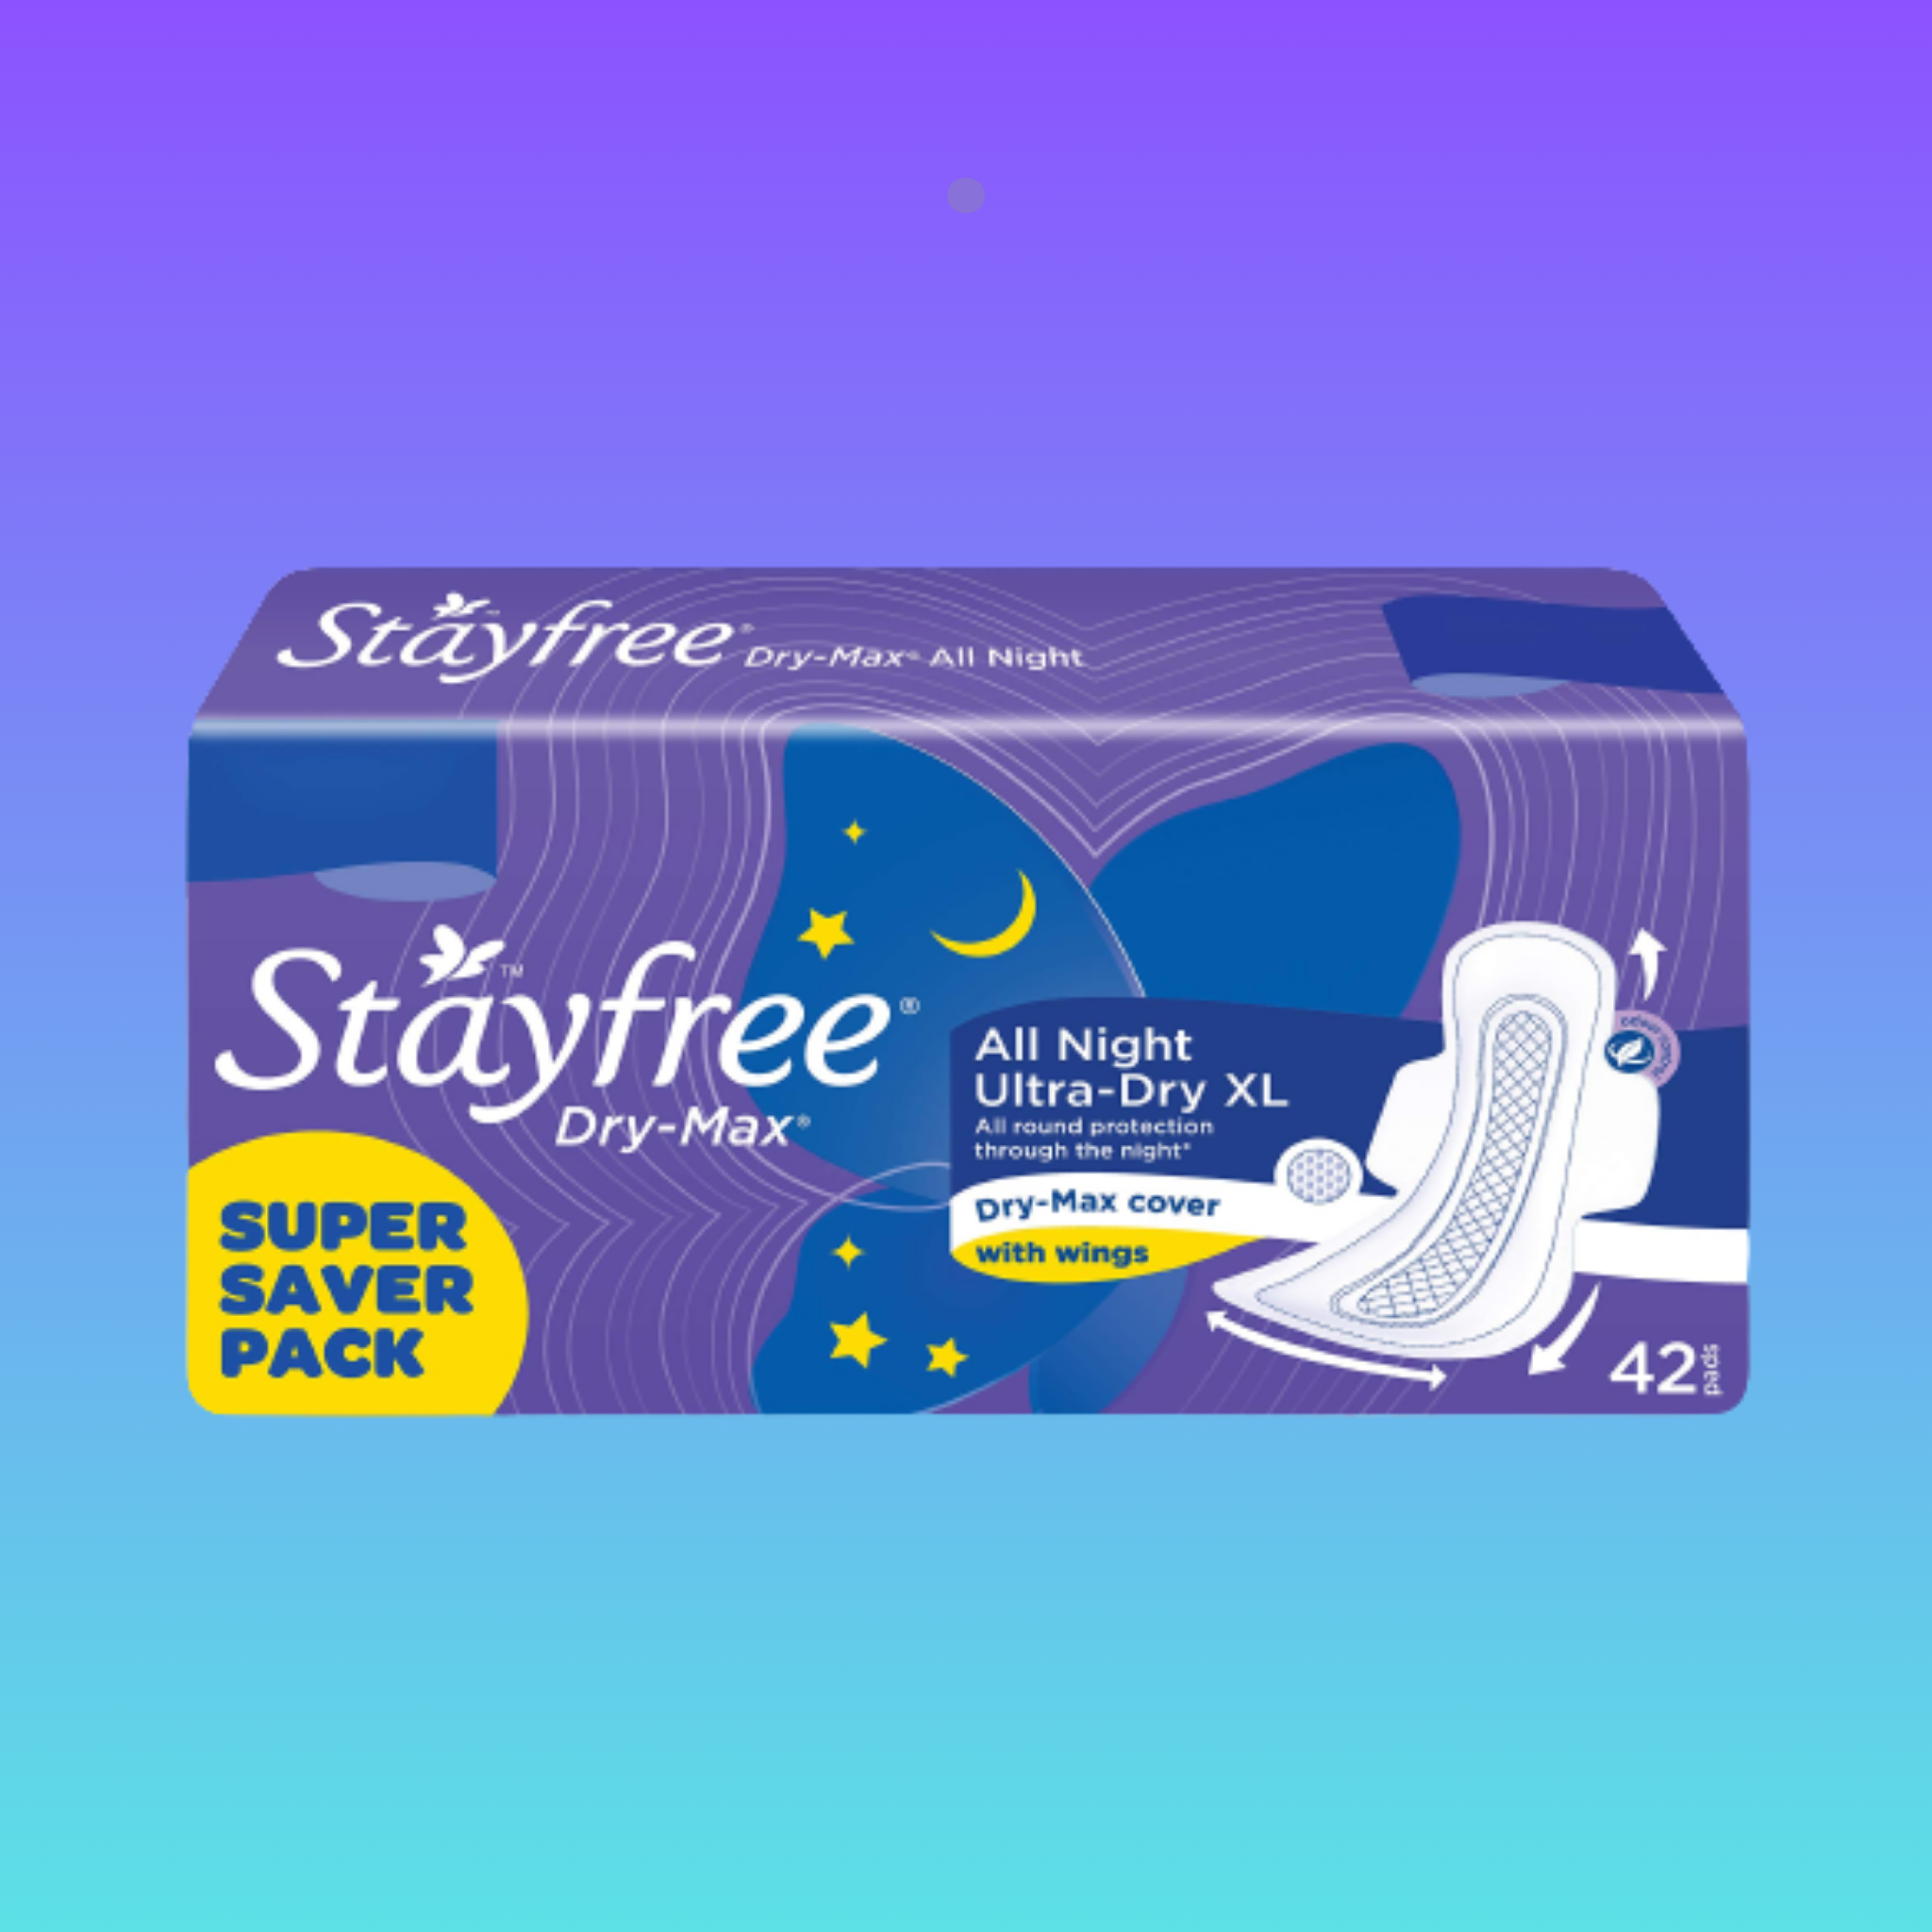 Stayfree® Dry-Max® All Night
Stayfree®
™
Dry-Max®
SUPER
SAVER
PACK
All Night
Ultra-Dry XL
All round protection
through the night*
Dry-Max cover
with wings
42 pads